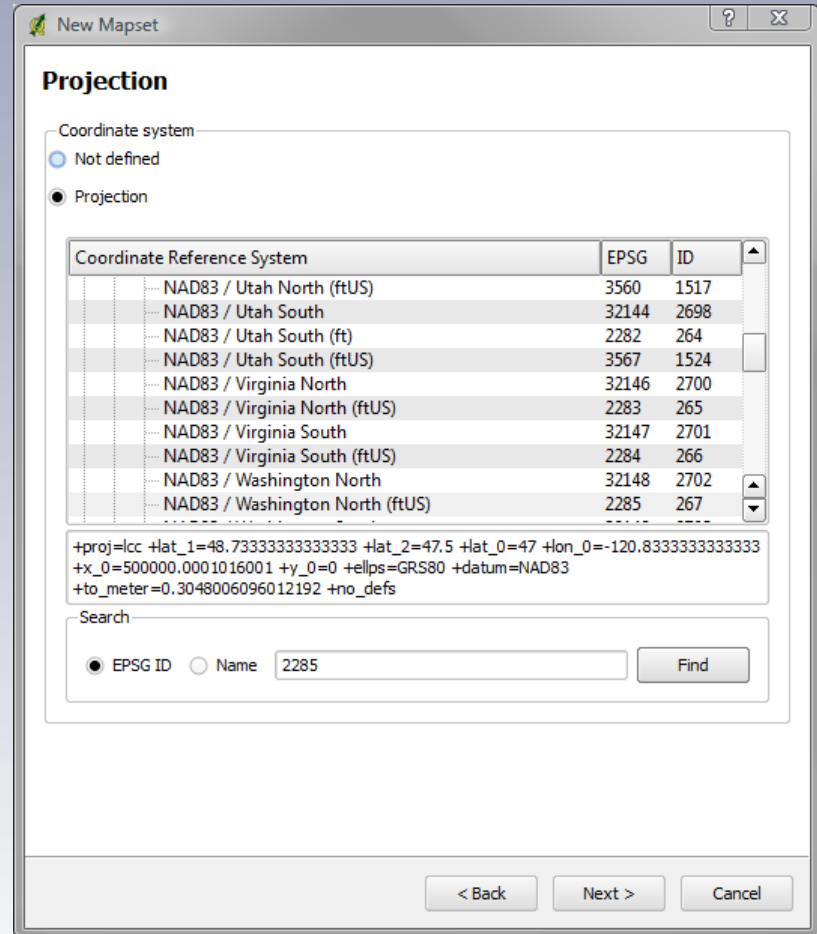 New Mapset
Projection
Coordinate system
Not defined
Projection
Coordinate Reference System EPSG ID
NAD83 / Utah North (ftUS) 3560 1517
NAD83 / Utah South 32144 2698
NAD83 / Utah South (ft) 2282 264
NAD83 / Utah South (ftUS) 3567 1524
NAD83 / Virginia North 32146 2700
NAD83 / Virginia North (ftUS) 2283 265
NAD83 / Virginia South 32147 2701
NAD83 / Virginia South (ftUS) 2284 266
NAD83 / Washington North 32148 2702
NAD83 / Washington North (ftUS) 2285 267
+proj=lcc +lat_1=48.73333333333333 +lat_2=47.5 +lat_0=47 +lon_0=-120.8333333333333
+x_0=500000.0001016001 +y_0=0 +ellps=GRS80 +datum=NAD83
+to_meter=0.3048006096012192 +no_defs
Search
EPSG ID Name 2285 Find
< Back Next > Cancel